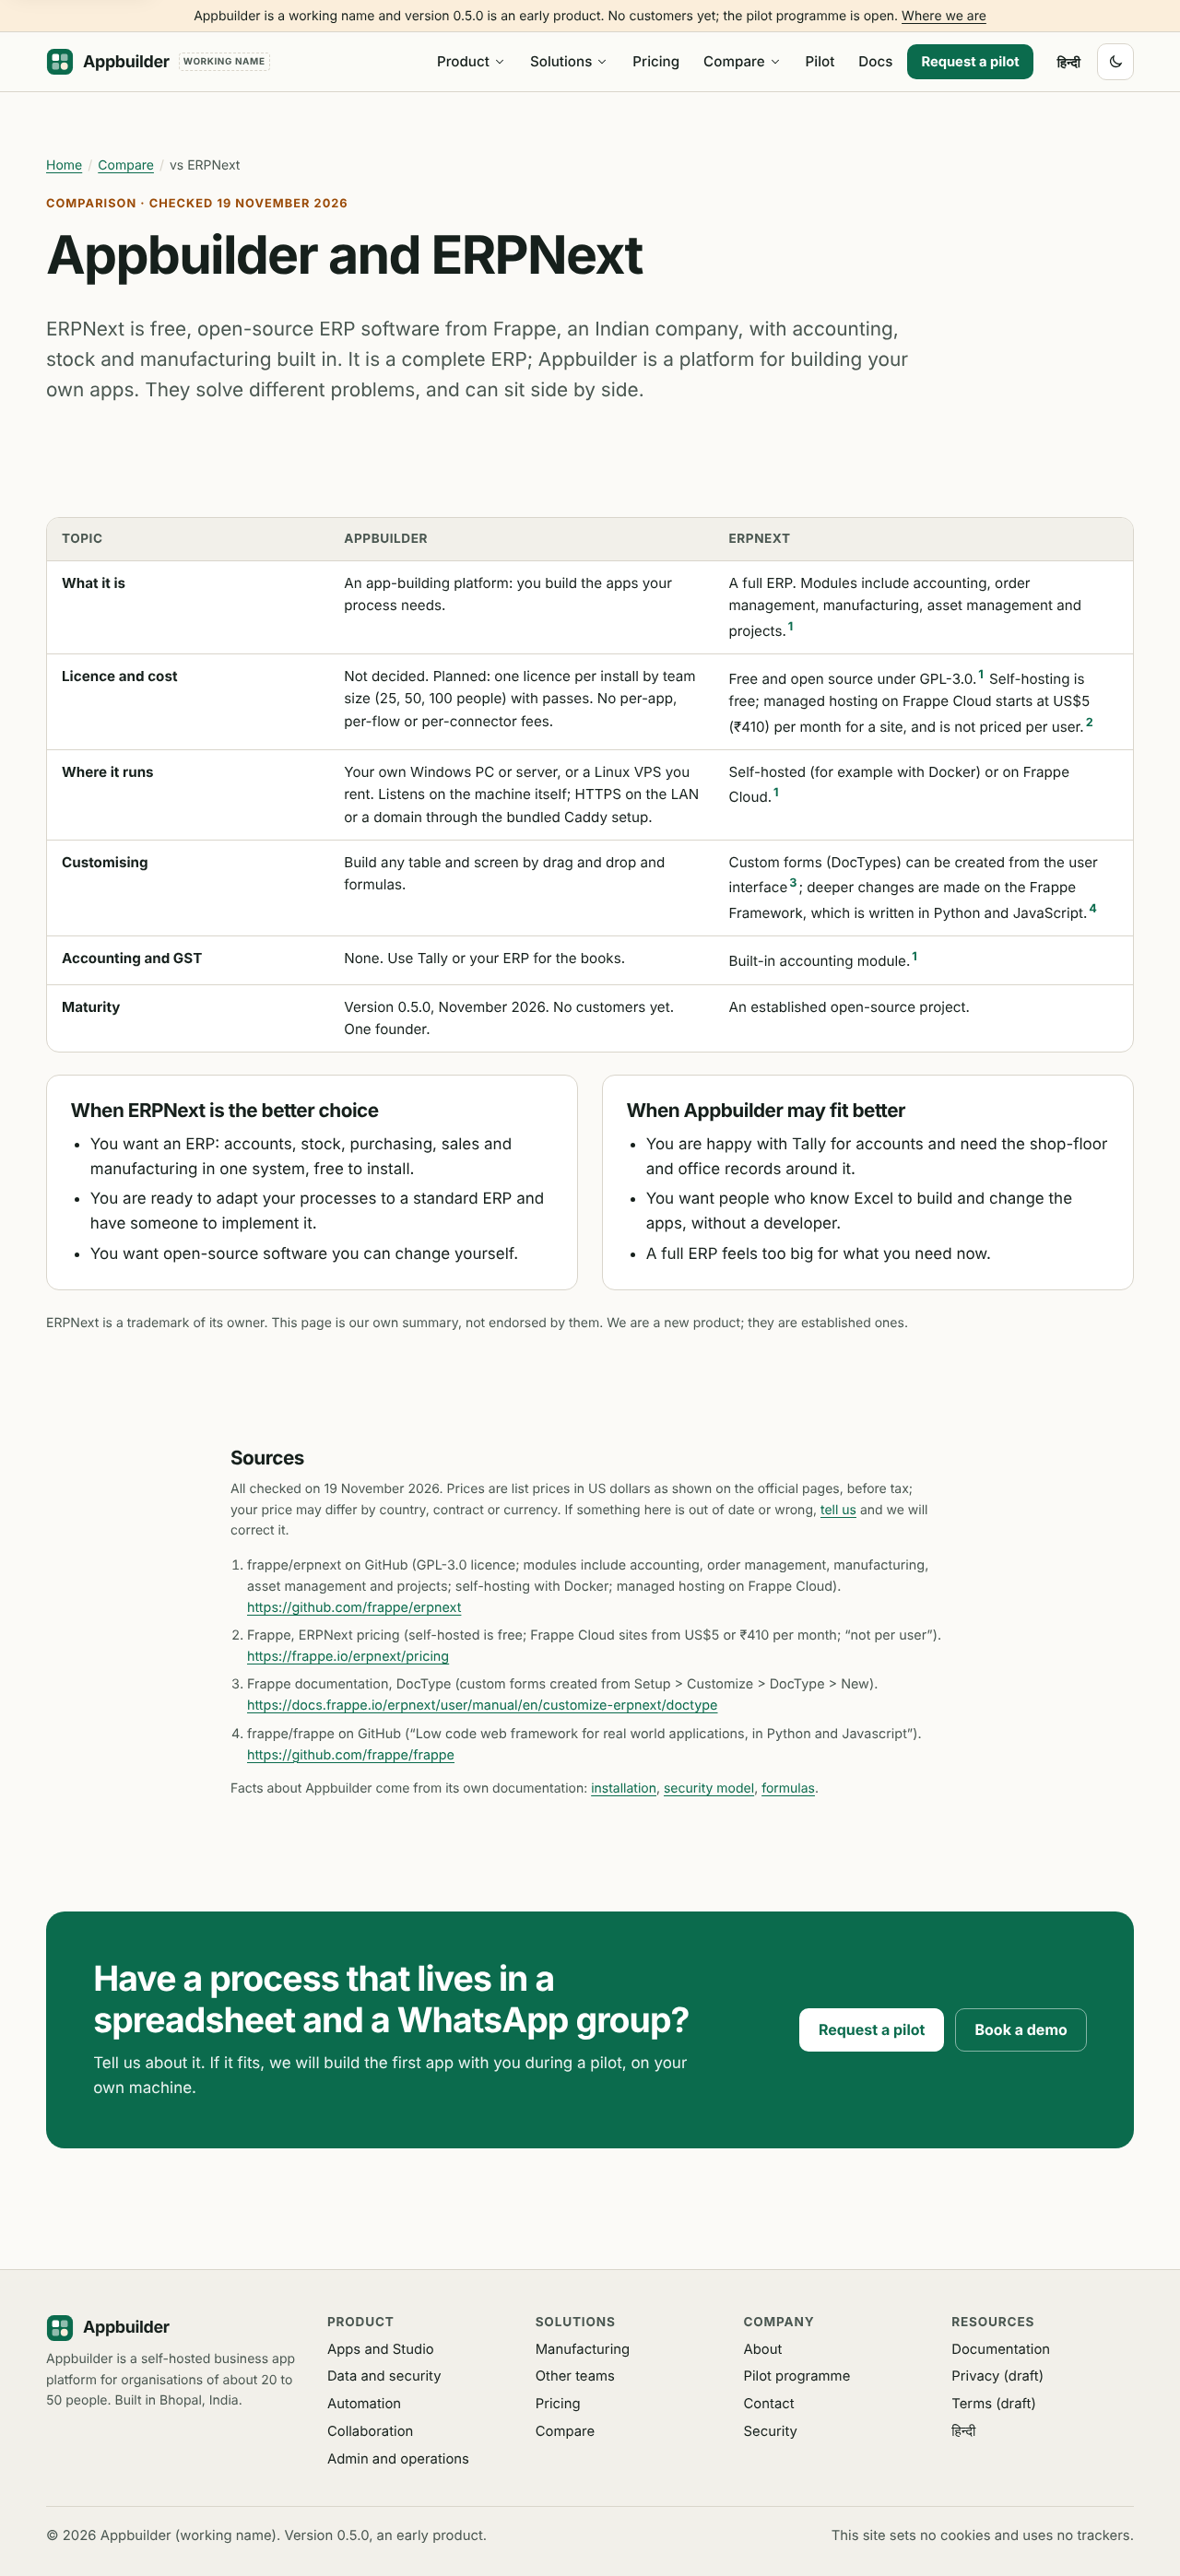 Appbuilder is a working name and version 0.5.0 is an early product. No customers yet; the pilot programme is open. Where we are
Appbuilder WORKING NAME Product Solutions Pricing Compare Pilot Docs Request a pilot हिन्दी
Home / Compare / vs ERPNext
COMPARISON · CHECKED 19 NOVEMBER 2026
Appbuilder and ERPNext
ERPNext is free, open-source ERP software from Frappe, an Indian company, with accounting,
stock and manufacturing built in. It is a complete ERP; Appbuilder is a platform for building your
own apps. They solve different problems, and can sit side by side.
TOPIC APPBUILDER ERPNEXT
What it is
An app-building platform: you build the apps your
process needs.
A full ERP. Modules include accounting, order
management, manufacturing, asset management and
projects.1
Licence and cost
Not decided. Planned: one licence per install by team
size (25, 50, 100 people) with passes. No per-app,
per-flow or per-connector fees.
Free and open source under GPL-3.0.1 Self-hosting is
free; managed hosting on Frappe Cloud starts at US$5
(₹410) per month for a site, and is not priced per user.2
Where it runs
Your own Windows PC or server, or a Linux VPS you
rent. Listens on the machine itself; HTTPS on the LAN
or a domain through the bundled Caddy setup.
Self-hosted (for example with Docker) or on Frappe
Cloud.1
Customising
Build any table and screen by drag and drop and
formulas.
Custom forms (DocTypes) can be created from the user
interface3; deeper changes are made on the Frappe
Framework, which is written in Python and JavaScript.4
Accounting and GST
None. Use Tally or your ERP for the books.
Built-in accounting module.1
Maturity
Version 0.5.0, November 2026. No customers yet.
One founder.
An established open-source project.
When ERPNext is the better choice
• You want an ERP: accounts, stock, purchasing, sales and
manufacturing in one system, free to install.
• You are ready to adapt your processes to a standard ERP and
have someone to implement it.
• You want open-source software you can change yourself.
When Appbuilder may fit better
• You are happy with Tally for accounts and need the shop-floor
and office records around it.
• You want people who know Excel to build and change the
apps, without a developer.
• A full ERP feels too big for what you need now.
ERPNext is a trademark of its owner. This page is our own summary, not endorsed by them. We are a new product; they are established ones.
Sources
All checked on 19 November 2026. Prices are list prices in US dollars as shown on the official pages, before tax;
your price may differ by country, contract or currency. If something here is out of date or wrong, tell us and we will
correct it.
1. frappe/erpnext on GitHub (GPL-3.0 licence; modules include accounting, order management, manufacturing,
asset management and projects; self-hosting with Docker; managed hosting on Frappe Cloud).
https://github.com/frappe/erpnext
2. Frappe, ERPNext pricing (self-hosted is free; Frappe Cloud sites from US$5 or ₹410 per month; “not per user”).
https://frappe.io/erpnext/pricing
3. Frappe documentation, DocType (custom forms created from Setup > Customize > DocType > New).
https://docs.frappe.io/erpnext/user/manual/en/customize-erpnext/doctype
4. frappe/frappe on GitHub (“Low code web framework for real world applications, in Python and Javascript”).
https://github.com/frappe/frappe
Facts about Appbuilder come from its own documentation: installation, security model, formulas.
Have a process that lives in a
spreadsheet and a WhatsApp group?
Tell us about it. If it fits, we will build the first app with you during a pilot, on your
own machine.
Request a pilot Book a demo
Appbuilder
Appbuilder is a self-hosted business app
platform for organisations of about 20 to
50 people. Built in Bhopal, India.
PRODUCT
Apps and Studio
Data and security
Automation
Collaboration
Admin and operations
SOLUTIONS
Manufacturing
Other teams
Pricing
Compare
COMPANY
About
Pilot programme
Contact
Security
RESOURCES
Documentation
Privacy (draft)
Terms (draft)
हिन्दी
© 2026 Appbuilder (working name). Version 0.5.0, an early product.
This site sets no cookies and uses no trackers.